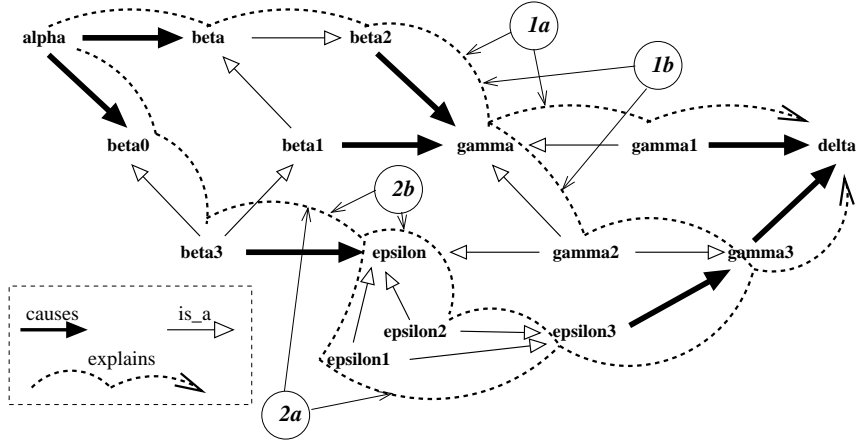 1a
alpha beta beta2
1b
beta0 beta1 gamma gamma1 delta
2b
beta3 epsilon gamma2 gamma3
causes is_a
epsilon2 epsilon3
explains
epsilon1
2a